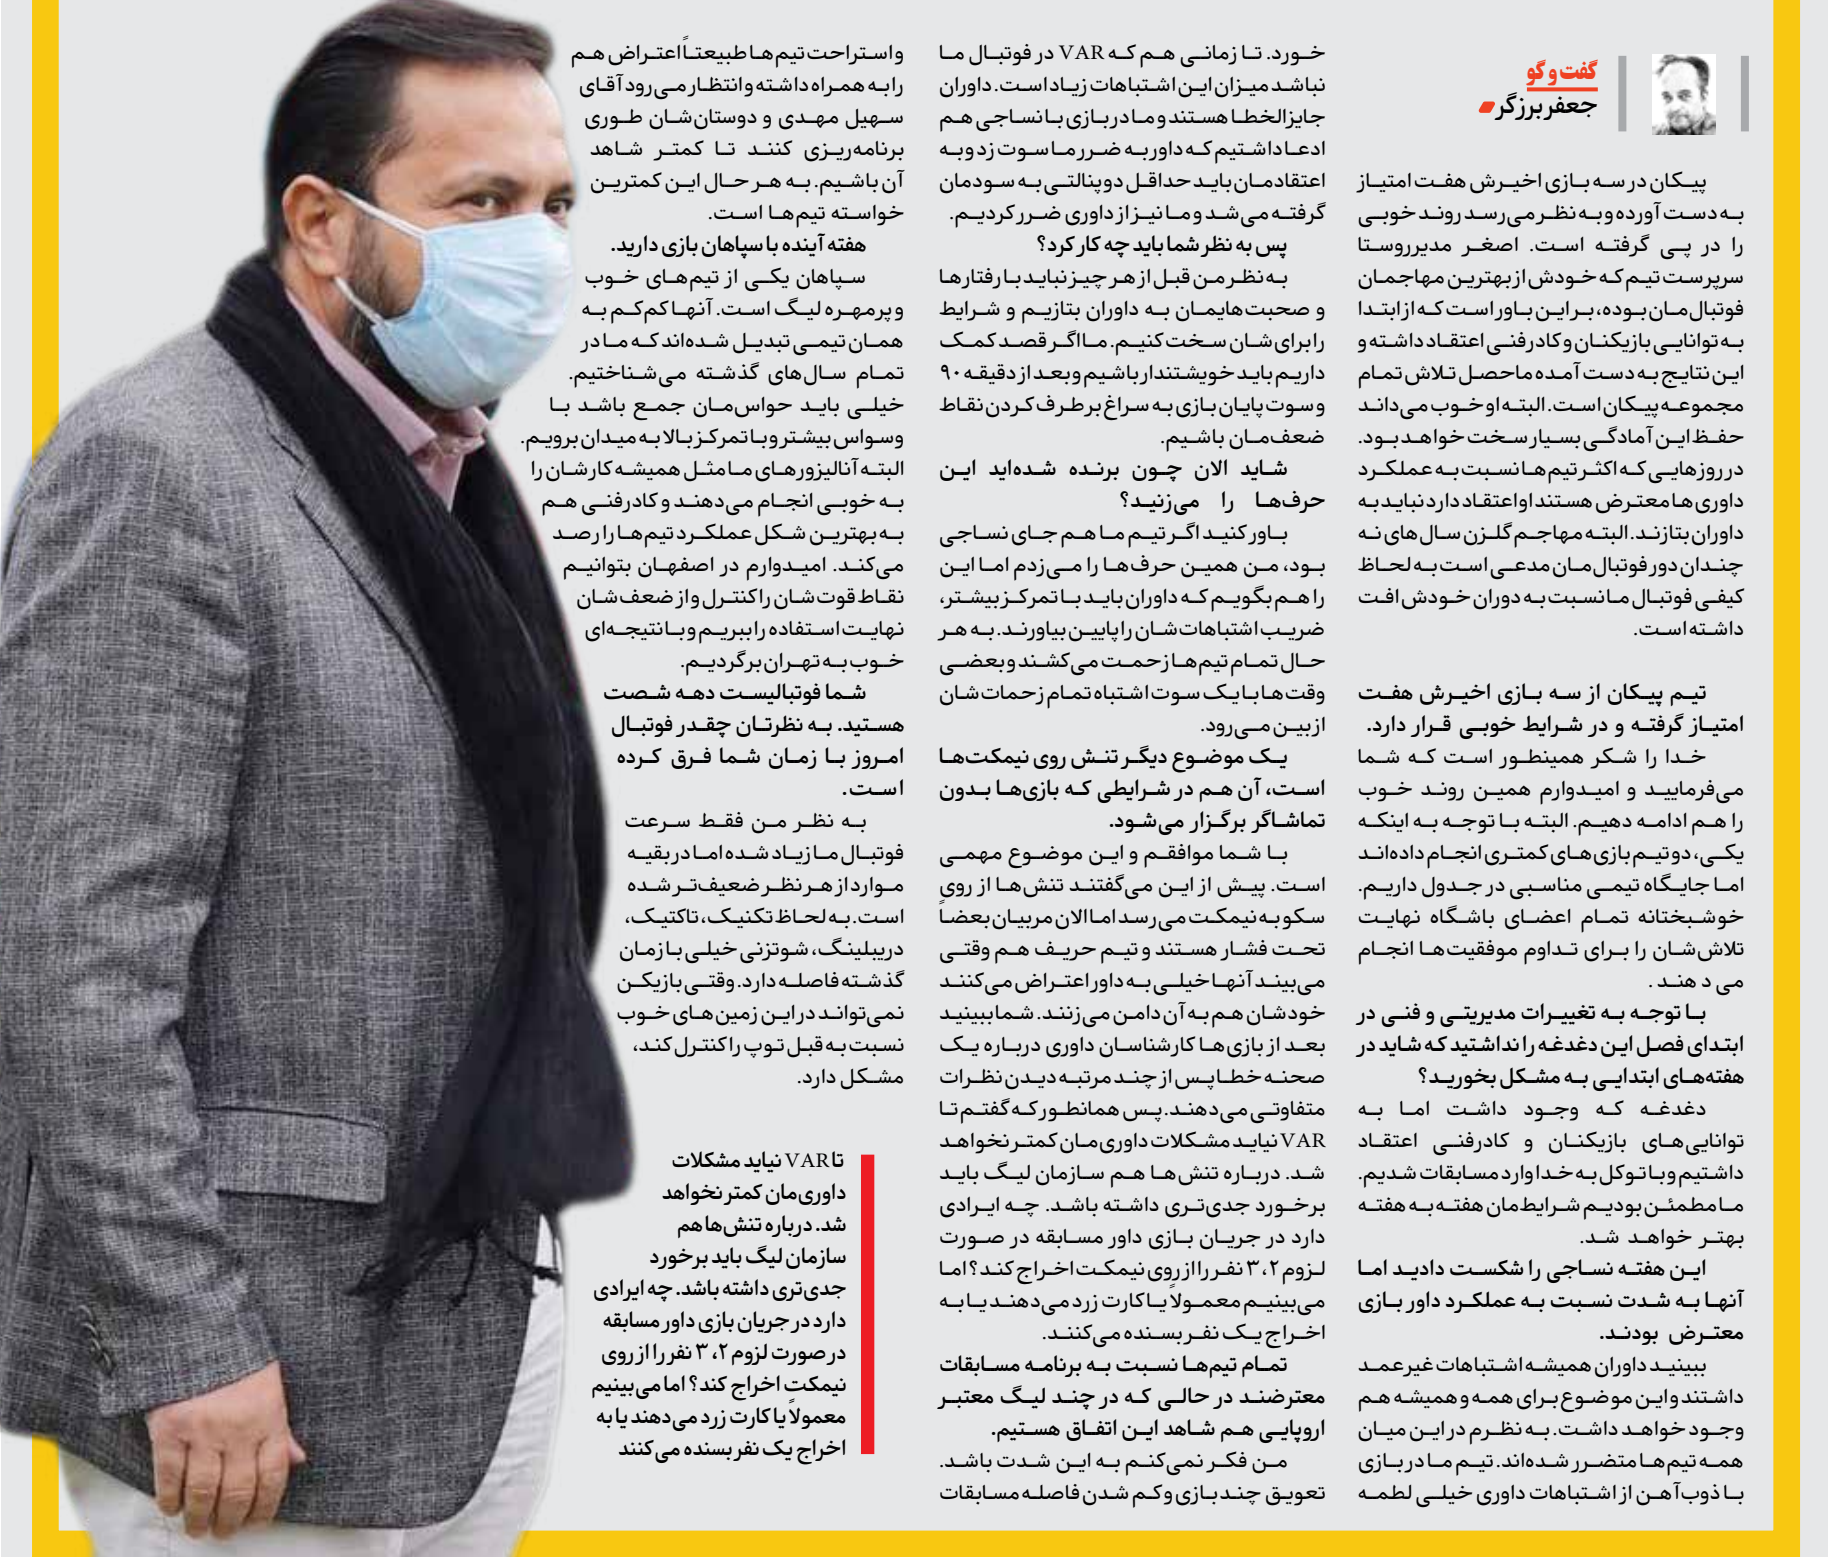 گفت و گو
جعفر برزگر
پیکان در سه بازی اخیرش هفت امتیاز
به دست آورده و به نظر می‌رسد روند خوبی
را در پی گرفته است. اصغر مدیرروستا
سرپرست تیم که خودش از بهترین مهاجمان
فوتبال‌مان بوده، بر این باور است که از ابتدا
به توانایی بازیکنان و کادرفنی اعتقاد داشته و
این نتایج به دست آمده ماحصل تلاش تمام
مجموعه پیکان است. البته او خوب می‌داند
حفظ این آمادگی بسیار سخت خواهد بود.
در روزهایی که اکثر تیم‌ها نسبت به عملکرد
داوری‌ها معترض هستند او اعتقاد دارد نباید به
داوران بتازند. البته مهاجم گلزن سال‌های نه
چندان دور فوتبال‌مان مدعی است به لحاظ
کیفی فوتبال ما نسبت به دوران خودش افت
داشته است.
تیم پیکان از سه بازی اخیرش هفت
امتیاز گرفته و در شرایط خوبی قرار دارد.
خدا را شکر همینطور است که شما
می‌فرمایید و امیدوارم همین روند خوب
را هم ادامه دهیم. البته با توجه به اینکه
یکی، دو تیم بازی‌های کمتری انجام داده‌اند
اما جایگاه تیمی مناسبی در جدول داریم.
خوشبختانه تمام اعضای باشگاه نهایت
تلاش‌شان را برای تداوم موفقیت‌ها انجام
می د هند .
با توجه به تغییرات مدیریتی و فنی در
ابتدای فصل این دغدغه را نداشتید که شاید در
هفته‌های ابتدایی به مشکل بخورید؟
دغدغه که وجود داشت اما به
توانایی‌های بازیکنان و کادرفنی اعتقاد
داشتیم و با توکل به خدا وارد مسابقات شدیم.
ما مطمئن بودیم شرایط‌مان هفته به هفته
بهتر خواهد شد.
این هفته نساجی را شکست دادید اما
آنها به شدت نسبت به عملکرد داور بازی
معترض بودند.
ببینید داوران همیشه اشتباهات غیرعمد
داشتند و این موضوع برای همه و همیشه هم
وجود خواهد داشت. به نظرم در این میان
همه تیم‌ها متضرر شده‌اند. تیم ما در بازی
با ذوب‌آهن از اشتباهات داوری خیلی لطمه
خورد. تا زمانی هم که VAR در فوتبال ما
نباشد میزان این اشتباهات زیاد است. داوران
جایزالخطا هستند و ما در بازی با نساجی هم
ادعا داشتیم که داور به ضرر ما سوت زد و به
اعتقادمان باید حداقل دو پنالتی به سودمان
گرفته می‌شد و ما نیز از داوری ضرر کردیم.
پس به نظر شما باید چه کار کرد؟
به نظر من قبل از هر چیز نباید با رفتارها
و صحبت‌هایمان به داوران بتازیم و شرایط
را برای‌شان سخت کنیم. ما اگر قصد کمک
داریم باید خویشتندار باشیم و بعد از دقیقه ۹۰
و سوت پایان بازی به سراغ برطرف کردن نقاط
ضعف‌مان باشیم.
شاید الان چون برنده شده‌اید این
حرف‌ها را می‌زنید؟
باور کنید اگر تیم ما هم جای نساجی
بود، من همین حرف‌ها را می‌زدم اما این
را هم بگویم که داوران باید با تمرکز بیشتر،
ضریب اشتباهات‌شان را پایین بیاورند. به هر
حال تمام تیم‌ها زحمت می‌کشند و بعضی
وقت‌ها با یک سوت اشتباه تمام زحمات‌شان
از بین می‌رود.
یک موضوع دیگر تنش روی نیمکت‌ها
است، آن هم در شرایطی که بازی‌ها بدون
تماشاگر برگزار می‌شود.
با شما موافقم و این موضوع مهمی
است. پیش از این می‌گفتند تنش‌ها از روی
سکو به نیمکت می‌رسد اما الان مربیان بعضاً
تحت فشار هستند و تیم حریف هم وقتی
می‌بیند آنها خیلی به داور اعتراض می‌کنند
خودشان هم به آن دامن می‌زنند. شما ببینید
بعد از بازی‌ها کارشناسان داوری درباره یک
صحنه خطا پس از چند مرتبه دیدن نظرات
متفاوتی می‌دهند. پس همانطور که گفتم تا
VAR نیاید مشکلات داوری‌مان کمتر نخواهد
شد. درباره تنش‌ها هم سازمان لیگ باید
برخورد جدی‌تری داشته باشد. چه ایرادی
دارد در جریان بازی داور مسابقه در صورت
لزوم ۲، ۳ نفر را از روی نیمکت اخراج کند؟ اما
می‌بینیم معمولاً یا کارت زرد می‌دهند یا به
اخراج یک نفر بسنده می‌کنند.
تمام تیم‌ها نسبت به برنامه مسابقات
معترضند در حالی که در چند لیگ معتبر
اروپایی هم شاهد این اتفاق هستیم.
من فکر نمی‌کنم به این شدت باشد.
تعویق چند بازی و کم شدن فاصله مسابقات
و استراحت تیم‌ها طبیعتاً اعتراض هم
را به همراه داشته و انتظار می‌رود آقای
سهیل مهدی و دوستان‌شان طوری
برنامه‌ریزی کنند تا کمتر شاهد
آن باشیم. به هر حال این کمترین
خواسته تیم‌ها است.
هفته آینده با سپاهان بازی دارید.
سپاهان یکی از تیم‌های خوب
و پرمهره لیگ است. آنها کم‌کم به
همان تیمی تبدیل شده‌اند که ما در
تمام سال‌های گذشته می‌شناختیم.
خیلی باید حواس‌مان جمع باشد با
وسواس بیشتر و با تمرکز بالا به میدان برویم.
البته آنالیزورهای ما مثل همیشه کارشان را
به خوبی انجام می‌دهند و کادرفنی هم
به بهترین شکل عملکرد تیم‌ها را رصد
می‌کند. امیدوارم در اصفهان بتوانیم
نقاط قوت‌شان را کنترل و از ضعف‌شان
نهایت استفاده را ببریم و با نتیجه‌ای
خوب به تهران برگردیم.
شما فوتبالیست دهه شصت
هستید. به نظرتان چقدر فوتبال
امروز با زمان شما فرق کرده
است.
به نظر من فقط سرعت
فوتبال ما زیاد شده اما در بقیه
موارد از هر نظر ضعیف‌تر شده
است. به لحاظ تکنیک، تاکتیک،
دریبلینگ، شوتزنی خیلی با زمان
گذشته فاصله دارد. وقتی بازیکن
نمی‌تواند در این زمین‌های خوب
نسبت به قبل توپ را کنترل کند،
مشکل دارد.
تا VAR نیاید مشکلات
داوری‌مان کمتر نخواهد
شد. درباره تنش‌ها هم
سازمان لیگ باید برخورد
جدی‌تری داشته باشد. چه ایرادی
دارد در جریان بازی داور مسابقه
در صورت لزوم ۲، ۳ نفر را از روی
نیمکت اخراج کند؟ اما می‌بینیم
معمولاً یا کارت زرد می‌دهند یا به
اخراج یک نفر بسنده می‌کنند